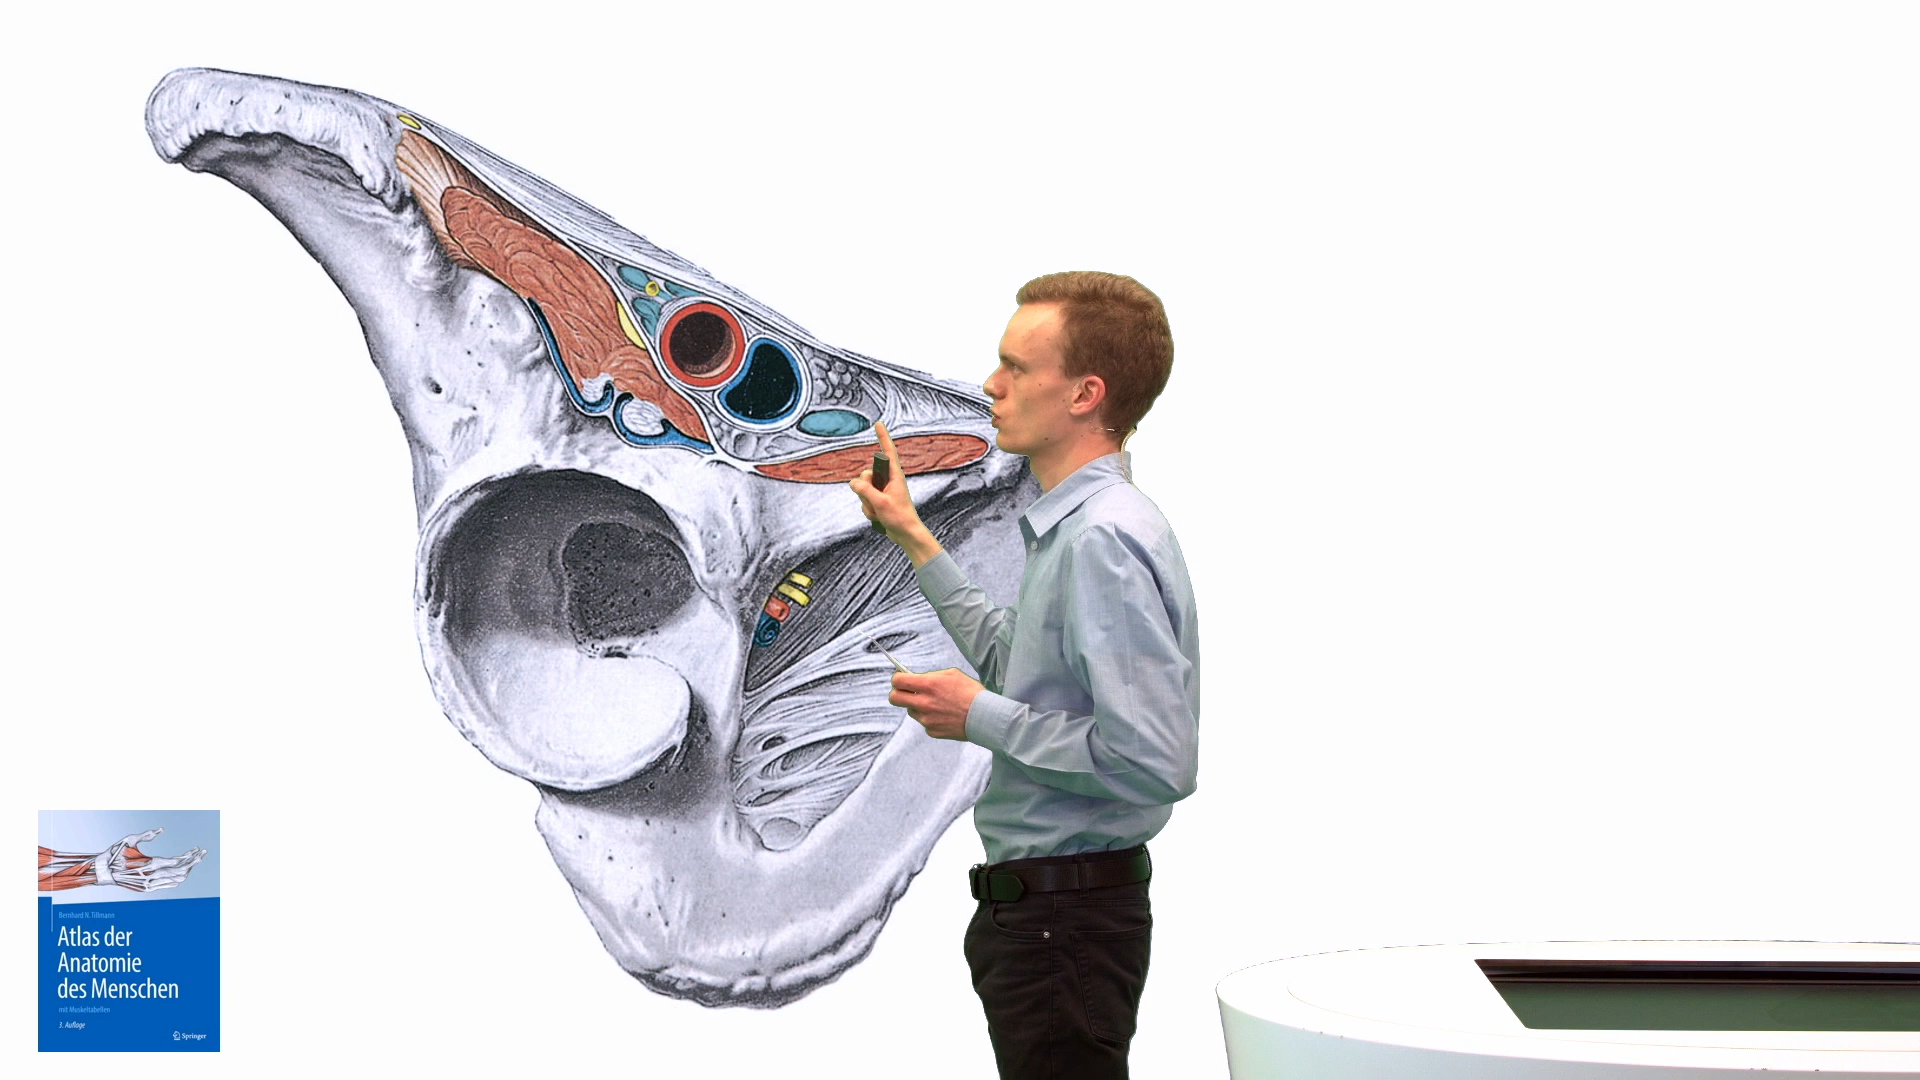 Bernhard N. Tillmann
Atlas der
Anatomie
des Menschen
mit Muskeltabellen
3. Auflage
Springer